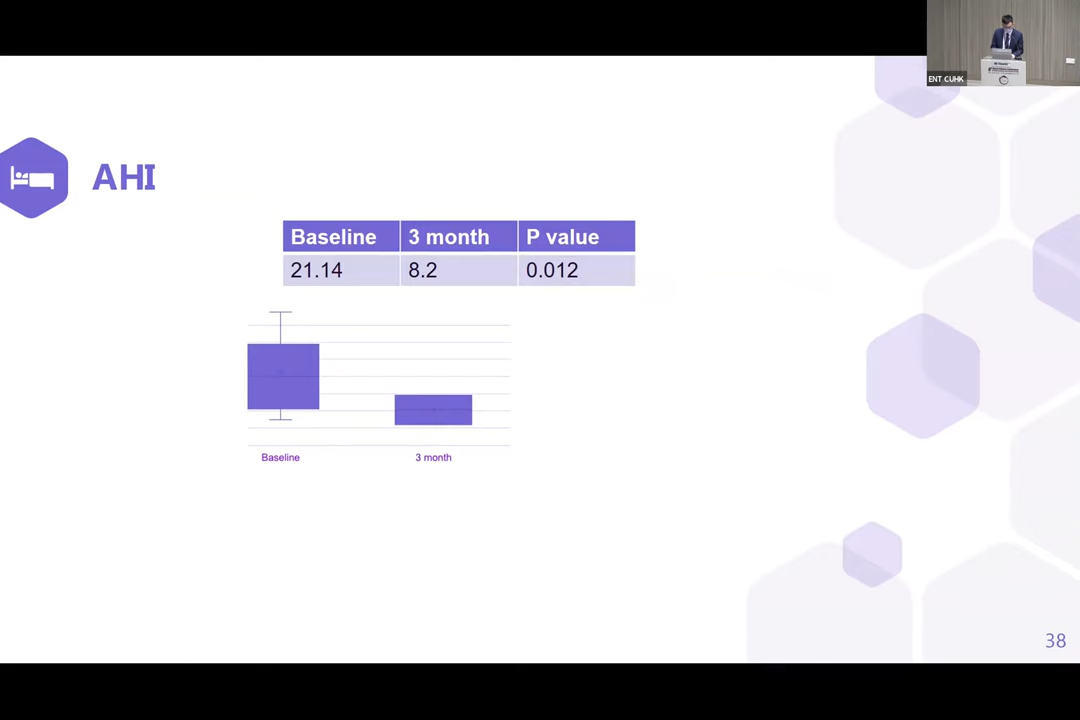 ENT CUHK
AHI
Baseline 3 month P value
21.14 8.2 0.012
Baseline 3 month
38